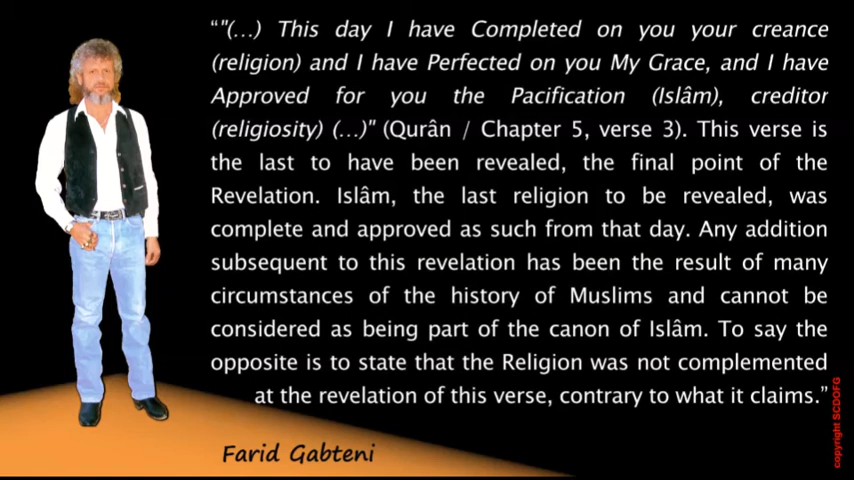 “"(…) This day I have Completed on you your creance
(religion) and I have Perfected on you My Grace, and I have
Approved for you the Pacification (Islâm), creditor
(religiosity) (…)" (Qurân / Chapter 5, verse 3). This verse is
the last to have been revealed, the final point of the
Revelation. Islâm, the last religion to be revealed, was
complete and approved as such from that day. Any addition
subsequent to this revelation has been the result of many
circumstances of the history of Muslims and cannot be
considered as being part of the canon of Islâm. To say the
opposite is to state that the Religion was not complemented
at the revelation of this verse, contrary to what it claims.”
Farid Gabteni
copyright SCDOFG